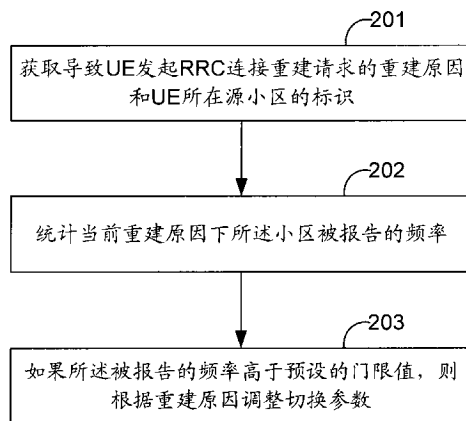 201
获取导致UE发起RRC连接重建请求的重建原因
和UE所在源小区的标识
202
统计当前重建原因下所述小区被报告的频率
203
如果所述被报告的频率高于预设的门限值，则
根据重建原因调整切换参数